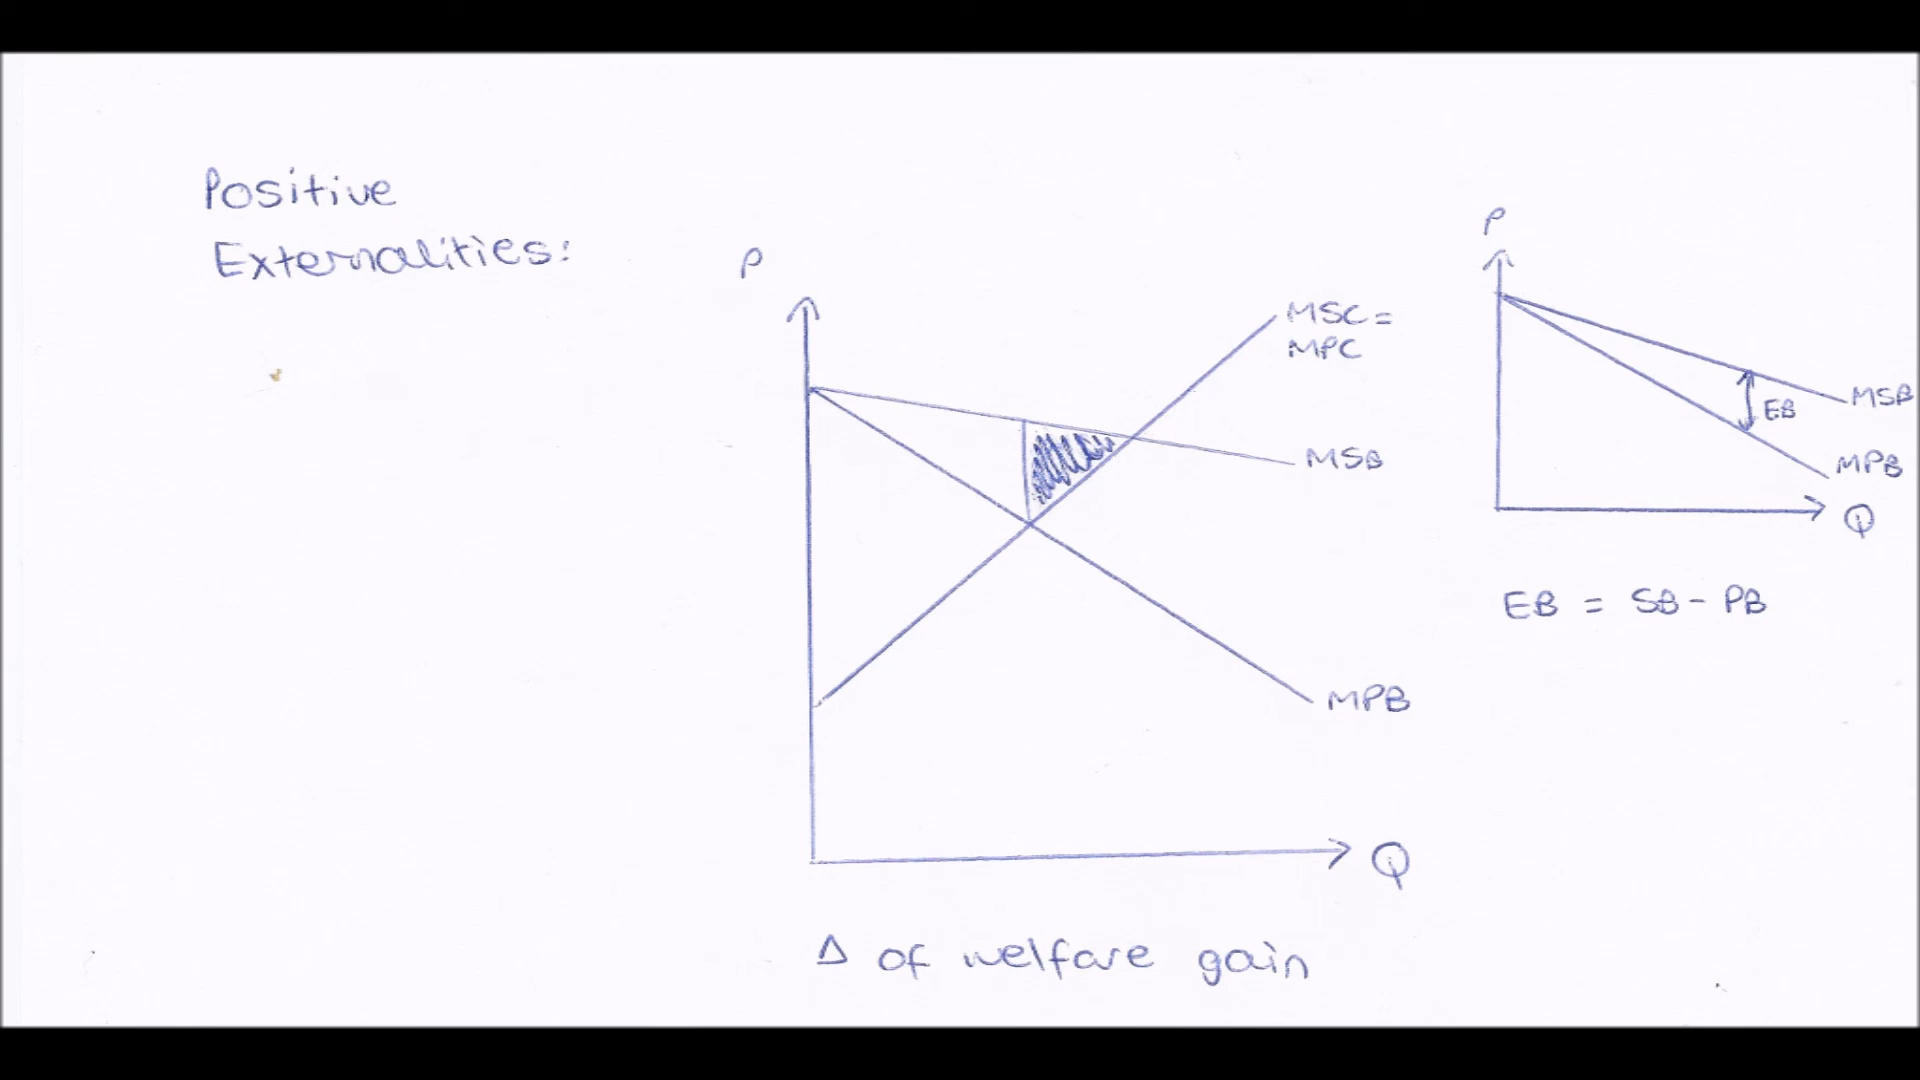 Positive
Externalities:
P
MSC =
MPC
MSB
MPB
Q
Δ of welfare gain
P
MSB
EB
MPB
Q
EB = SB - PB